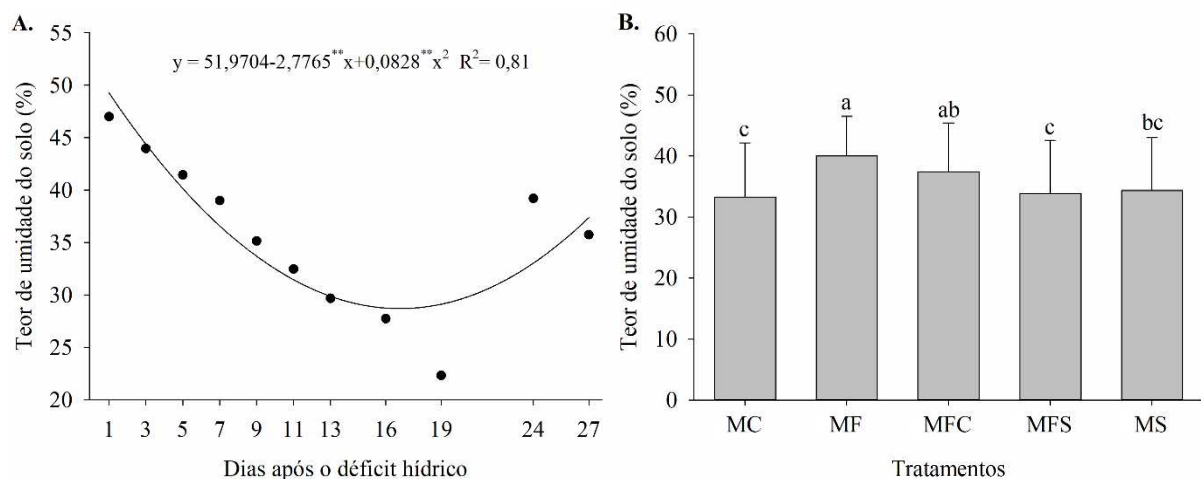 A.
y = 51,9704-2,7765**x+0,0828**x² R²= 0,81
Teor de umidade do solo (%)
55
50
45
40
35
30
25
20
1 3 5 7 9 11 13 16 19 24 27
Dias após o déficit hídrico
B.
Teor de umidade do solo (%)
60
50
40
30
20
10
0
c a ab c bc
MC MF MFC MFS MS
Tratamentos